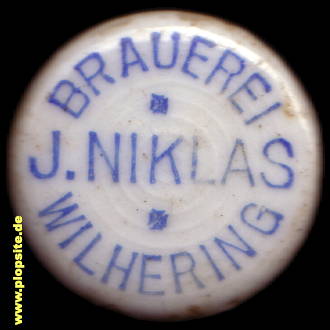 BRAUEREI
J. NIKLAS
WILHERING
www.plopsite.de